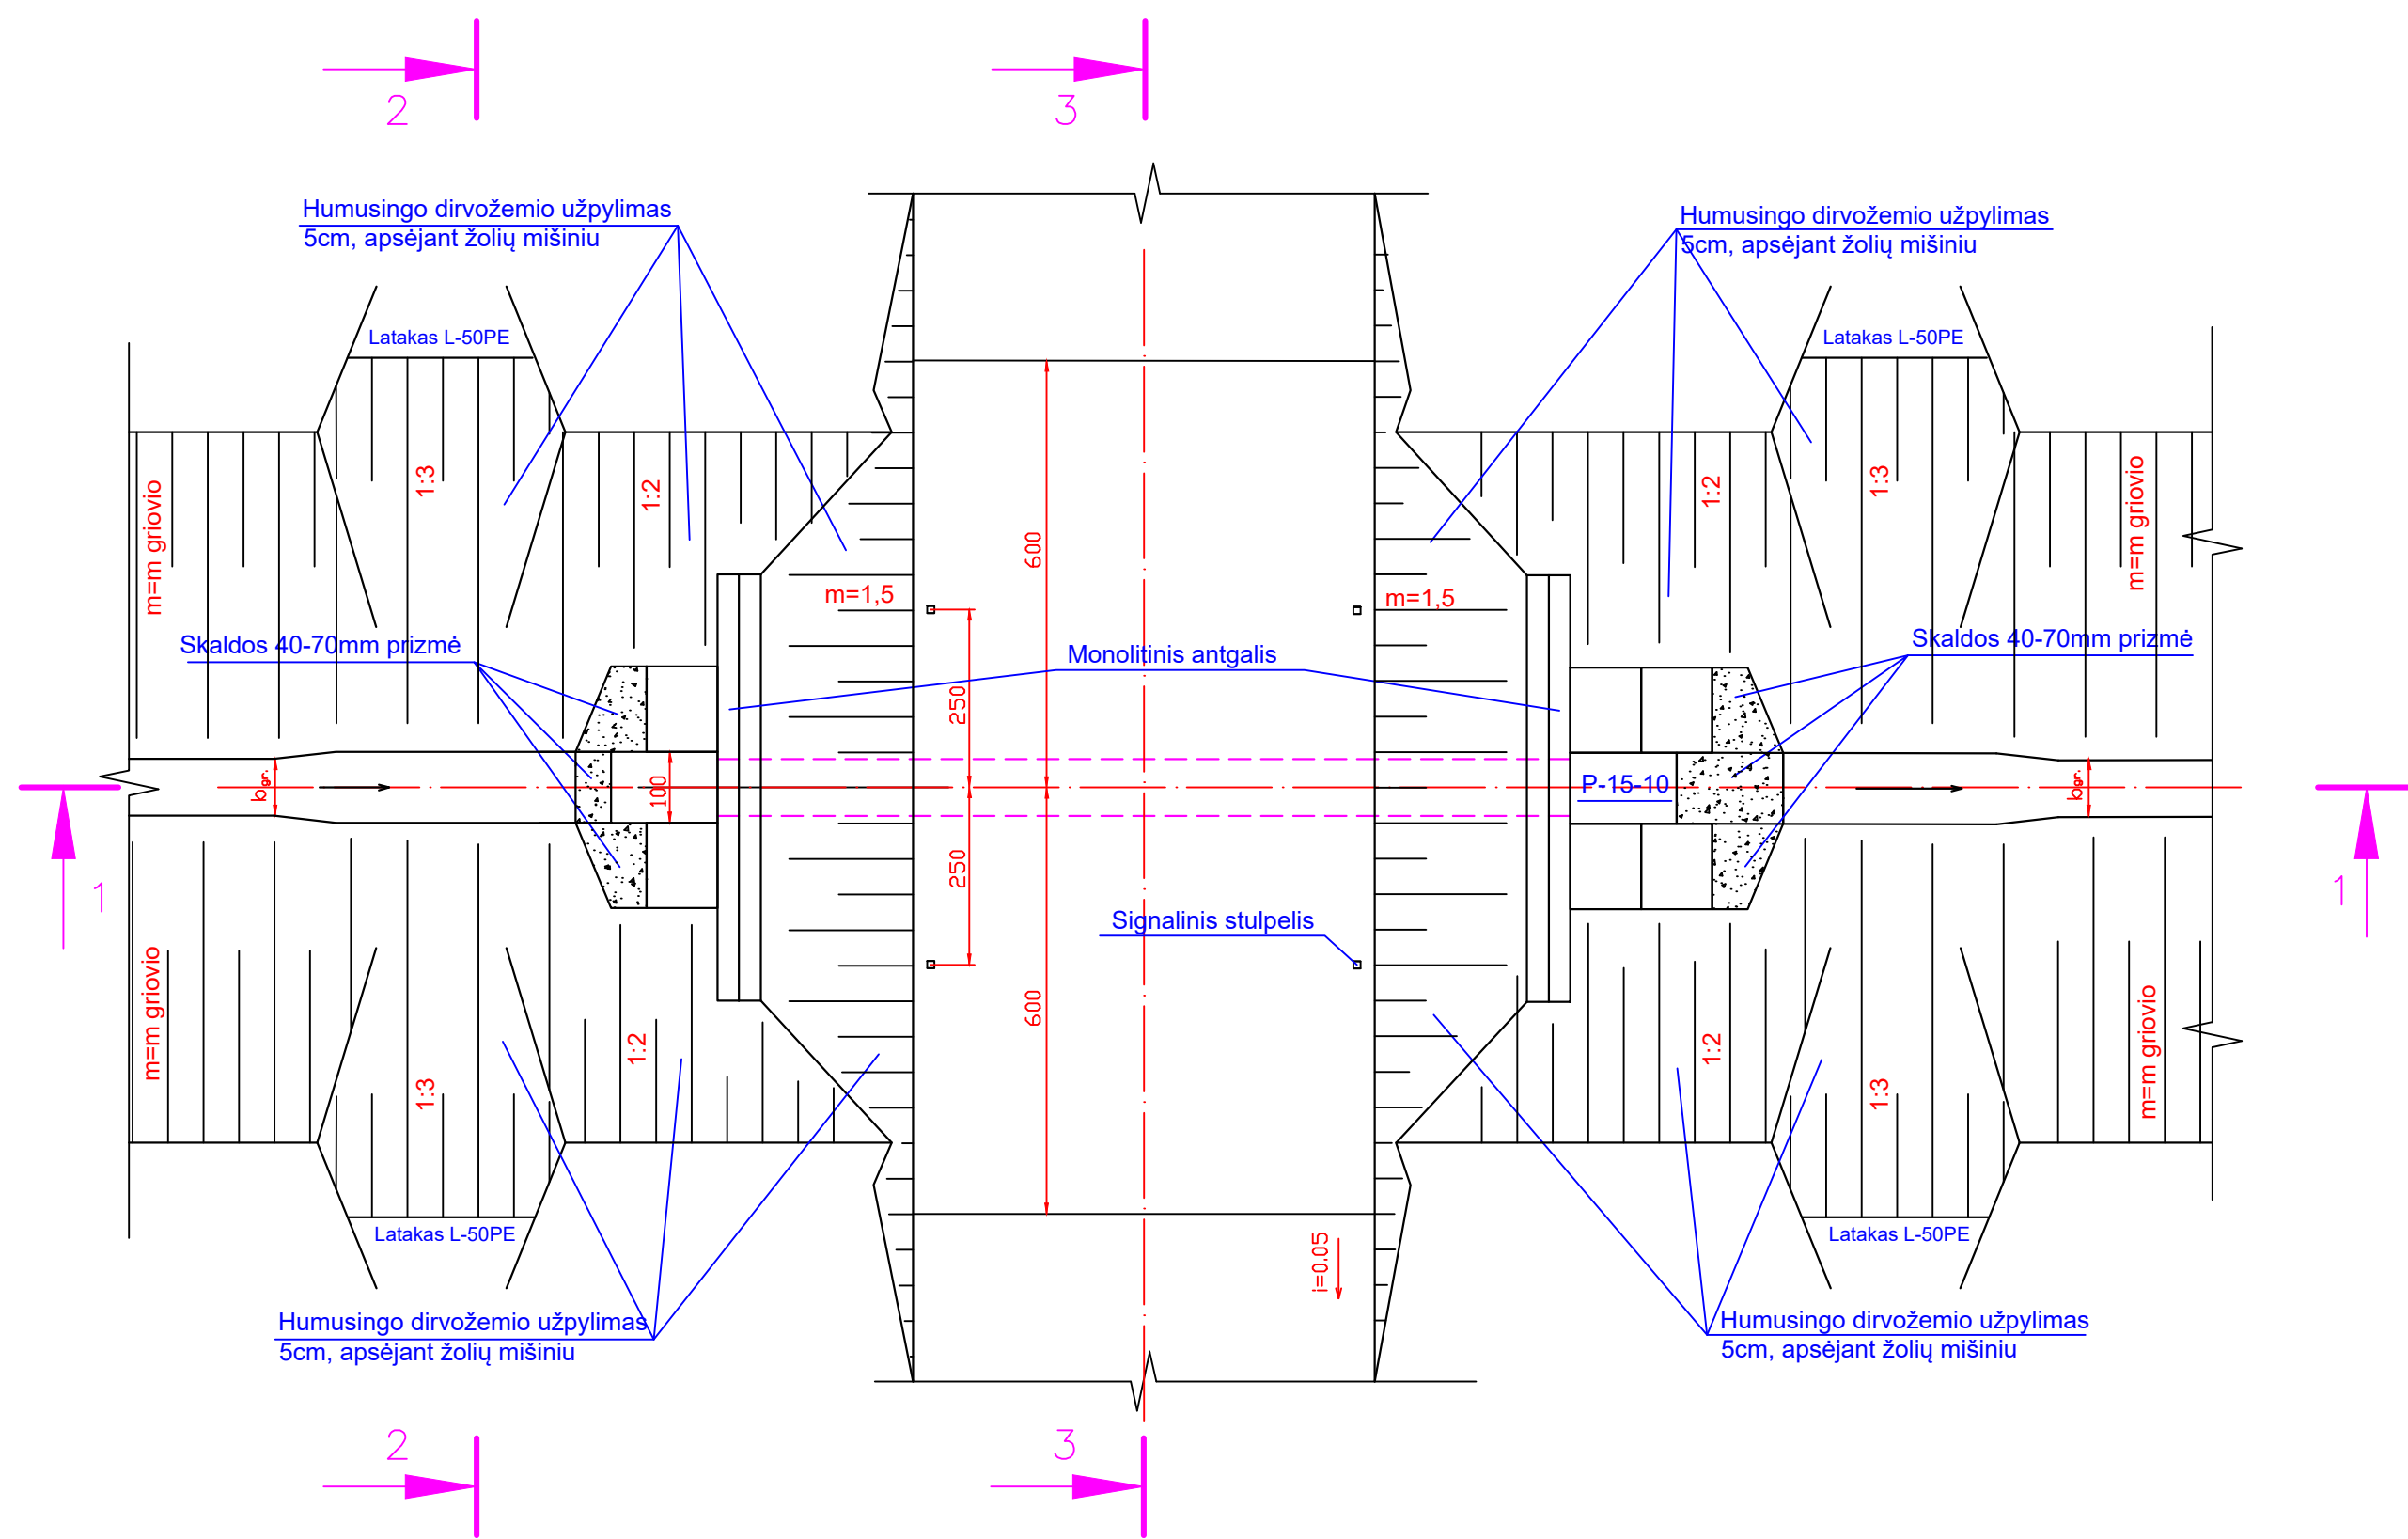 2
3
Humusingo dirvožemio užpylimas
5cm, apsėjant žolių mišiniu
Humusingo dirvožemio užpylimas
5cm, apsėjant žolių mišiniu
Latakas L-50PE
Latakas L-50PE
m=m griovio
1:3
1:2
600
1:2
1:3
m=m griovio
m=1,5
m=1,5
Skaldos 40-70mm prizmė
Monolitinis antgalis
Skaldos 40-70mm prizmė
250
bgr.
100
P-15-10
bgr.
1
250
1
Signalinis stulpelis
m=m griovio
1:3
1:2
600
1:2
1:3
m=m griovio
Latakas L-50PE
Latakas L-50PE
i=0.05
Humusingo dirvožemio užpylimas
5cm, apsėjant žolių mišiniu
Humusingo dirvožemio užpylimas
5cm, apsėjant žolių mišiniu
2
3